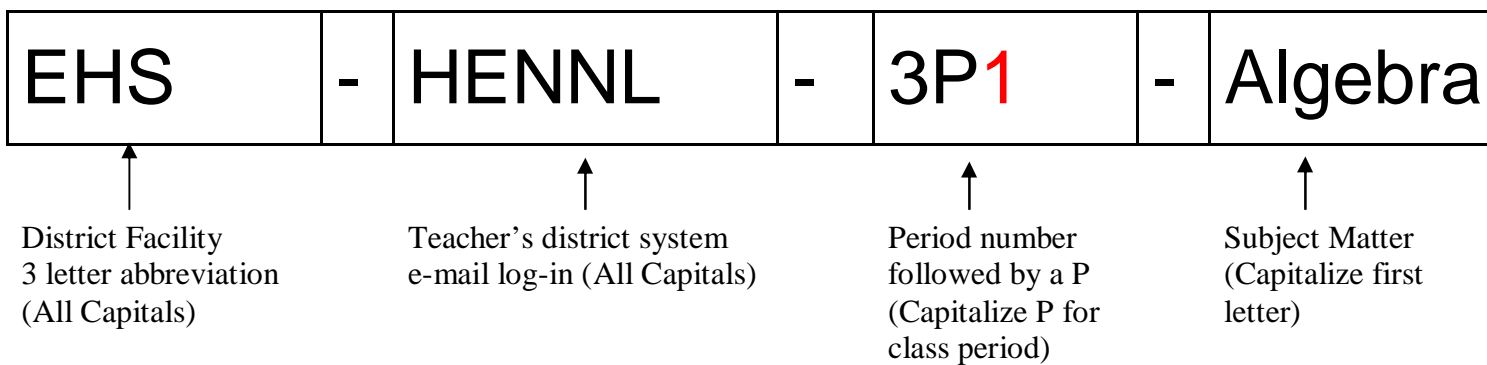 EHS - HENNL - 3P1 - Algebra
District Facility
3 letter abbreviation
(All Capitals)
Teacher’s district system
e-mail log-in (All Capitals)
Period number
followed by a P
(Capitalize P for
class period)
Subject Matter
(Capitalize first
letter)